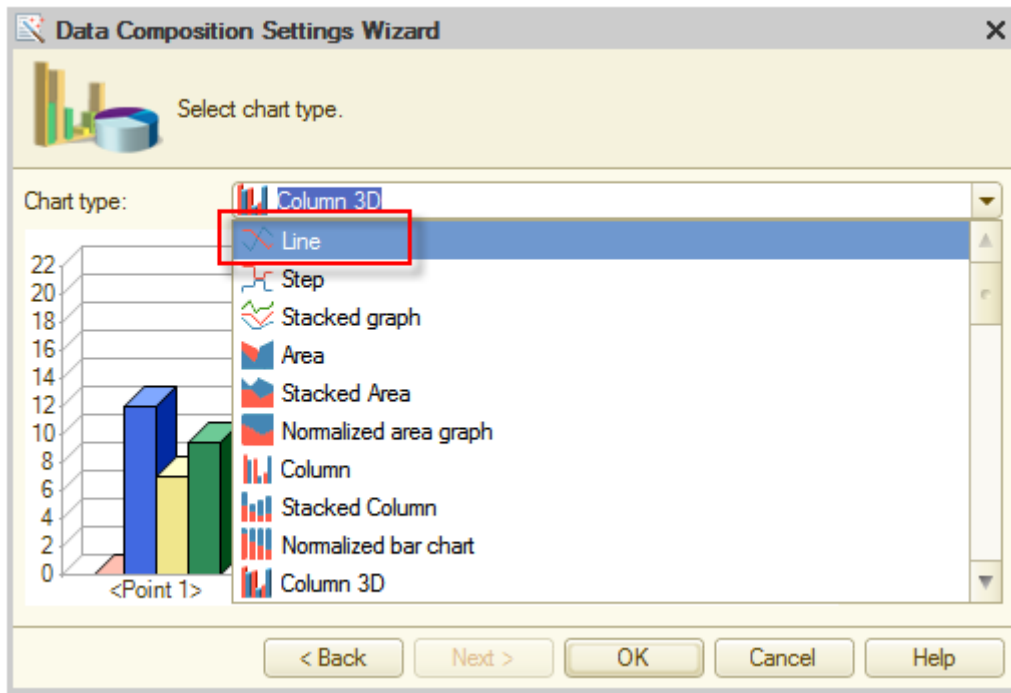 Data Composition Settings Wizard
Select chart type.
Chart type:
Column 3D
Line
Step
Stacked graph
Area
Stacked Area
Normalized area graph
Column
Stacked Column
Normalized bar chart
Column 3D
22
20
18
16
14
12
10
8
6
4
2
0
<Point 1>
< Back
Next >
OK
Cancel
Help